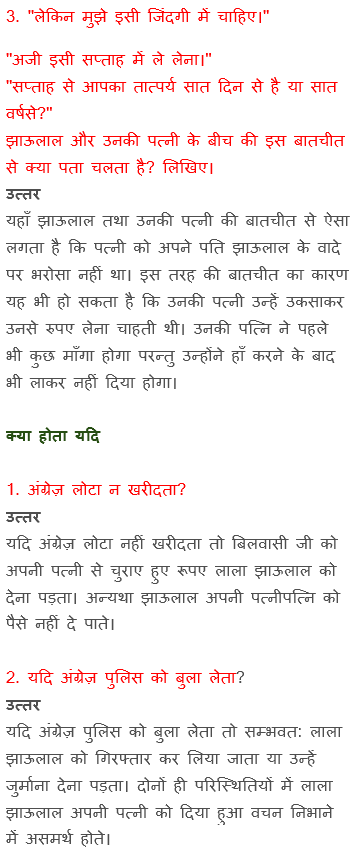 3. "लेकिन मुझे इसी जिंदगी में चाहिए।"
"अजी इसी सप्ताह में ले लेना।"
"सप्ताह से आपका तात्पर्य सात दिन से है या सात
वर्षसे?"
झाऊलाल और उनकी पत्नी के बीच की इस बातचीत
से क्या पता चलता है? लिखिए।
उत्तर
यहाँ झाऊलाल तथा उनकी पत्नी की बातचीत से ऐसा
लगता है कि पत्नी को अपने पति झाऊलाल के वादे
पर भरोसा नहीं था। इस तरह की बातचीत का कारण
यह भी हो सकता है कि उनकी पत्नी उन्हें उकसाकर
उनसे रुपए लेना चाहती थी। उनकी पत्नि ने पहले
भी कुछ माँगा होगा परन्तु उन्होंने हाँ करने के बाद
भी लाकर नहीं दिया होगा।
क्या होता यदि
1. अंग्रेज़ लोटा न खरीदता?
उत्तर
यदि अंग्रेज़ लोटा नहीं खरीदता तो बिलवासी जी को
अपनी पत्नी से चुराए हुए रूपए लाला झाऊलाल को
देना पड़ता। अन्यथा झाऊलाल अपनी पत्नीपत्नि को
पैसे नहीं दे पाते।
2. यदि अंग्रेज़ पुलिस को बुला लेता?
उत्तर
यदि अंग्रेज़ पुलिस को बुला लेता तो सम्भवत: लाला
झाऊलाल को गिरफ्तार कर लिया जाता या उन्हें
जुर्माना देना पड़ता। दोनों ही परिस्थितियों में लाला
झाऊलाल अपनी पत्नी को दिया हुआ वचन निभाने
में असमर्थ होते।